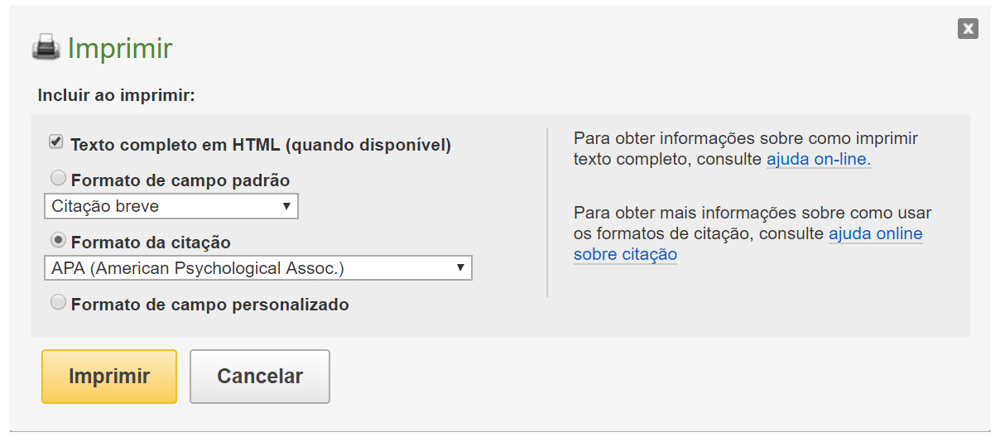 Imprimir
x
Incluir ao imprimir:
Texto completo em HTML (quando disponível)
Formato de campo padrão
Citação breve
Formato da citação
APA (American Psychological Assoc.)
Formato de campo personalizado
Para obter informações sobre como imprimir
texto completo, consulte ajuda on-line.
Para obter mais informações sobre como usar
os formatos de citação, consulte ajuda online
sobre citação
Imprimir
Cancelar